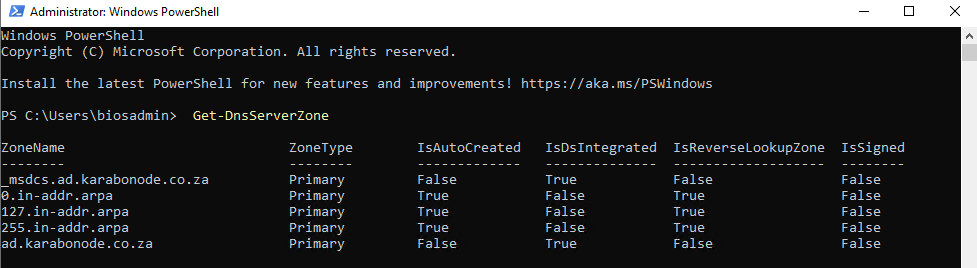 Administrator: Windows PowerShell
Windows PowerShell
Copyright (C) Microsoft Corporation. All rights reserved.
Install the latest PowerShell for new features and improvements! https://aka.ms/PSWindows
PS C:\Users\biosadmin>  Get-DnsServerZone
ZoneName                            ZoneType        IsAutoCreated   IsDsIntegrated  IsReverseLookupZone  IsSigned
--------                            --------        -------------   --------------  -------------------  --------
_msdcs.ad.karabonode.co.za          Primary         False           True            False                False
0.in-addr.arpa                      Primary         True            False           True                 False
127.in-addr.arpa                    Primary         True            False           True                 False
255.in-addr.arpa                    Primary         True            False           True                 False
ad.karabonode.co.za                 Primary         False           True            False                False